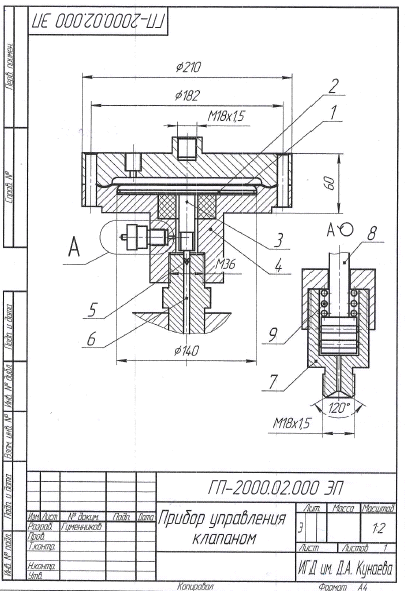 ГП-2000.02.000 ЭП
Перв. примен.
Справ. №
Подп. и дата
Инв. № дубл.
Взам. инв. №
Подп. и дата
Инв. № подл.
⌀210
⌀182
М18х1,5
2
1
60
А
3
4
М36
5
6
⌀140
А
8
9
7
120°
М18х1,5
ГП-2000.02.000 ЭП
Изм. Лист № докум. Подп. Дата
Разраб. Гуменников
Пров.
Т.контр.
Н.контр.
Утв.
Прибор управления
клапаном
Лит. Масса Масштаб
Э 1:2
Лист Листов 1
ИГД им. Д.А. Кунаева
Копировал Формат А4